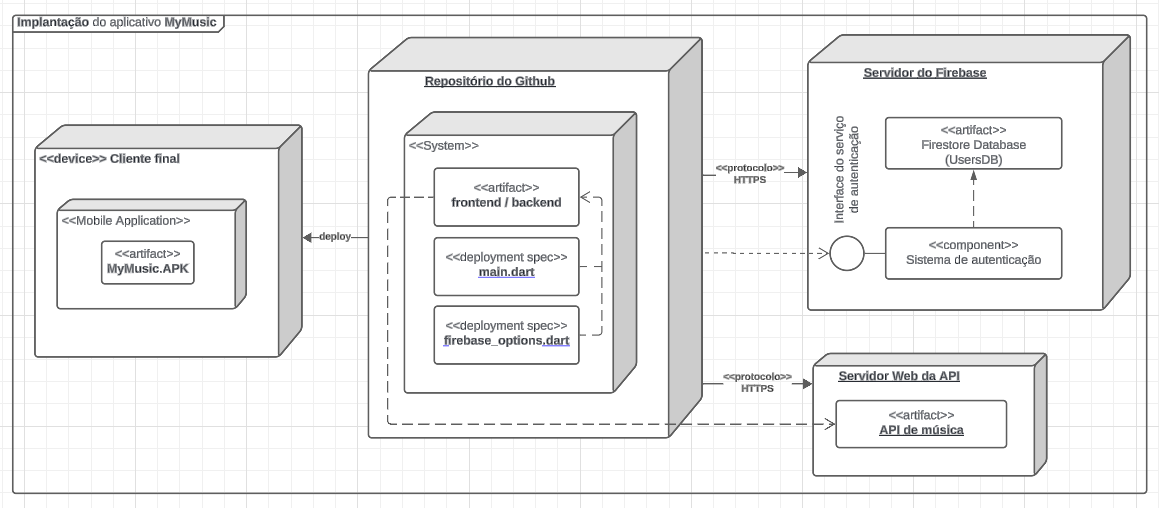 Implantação do aplicativo MyMusic
<<device>> Cliente final
<<Mobile Application>>
<<artifact>>
MyMusic.APK
deploy
Repositório do Github
<<System>>
<<artifact>>
frontend / backend
<<deployment spec>>
main.dart
<<deployment spec>>
firebase_options.dart
<<protocolo>>
HTTPS
<<protocolo>>
HTTPS
Servidor do Firebase
Interface do serviço
de autenticação
<<artifact>>
Firestore Database
(UsersDB)
<<component>>
Sistema de autenticação
Servidor Web da API
<<artifact>>
API de música